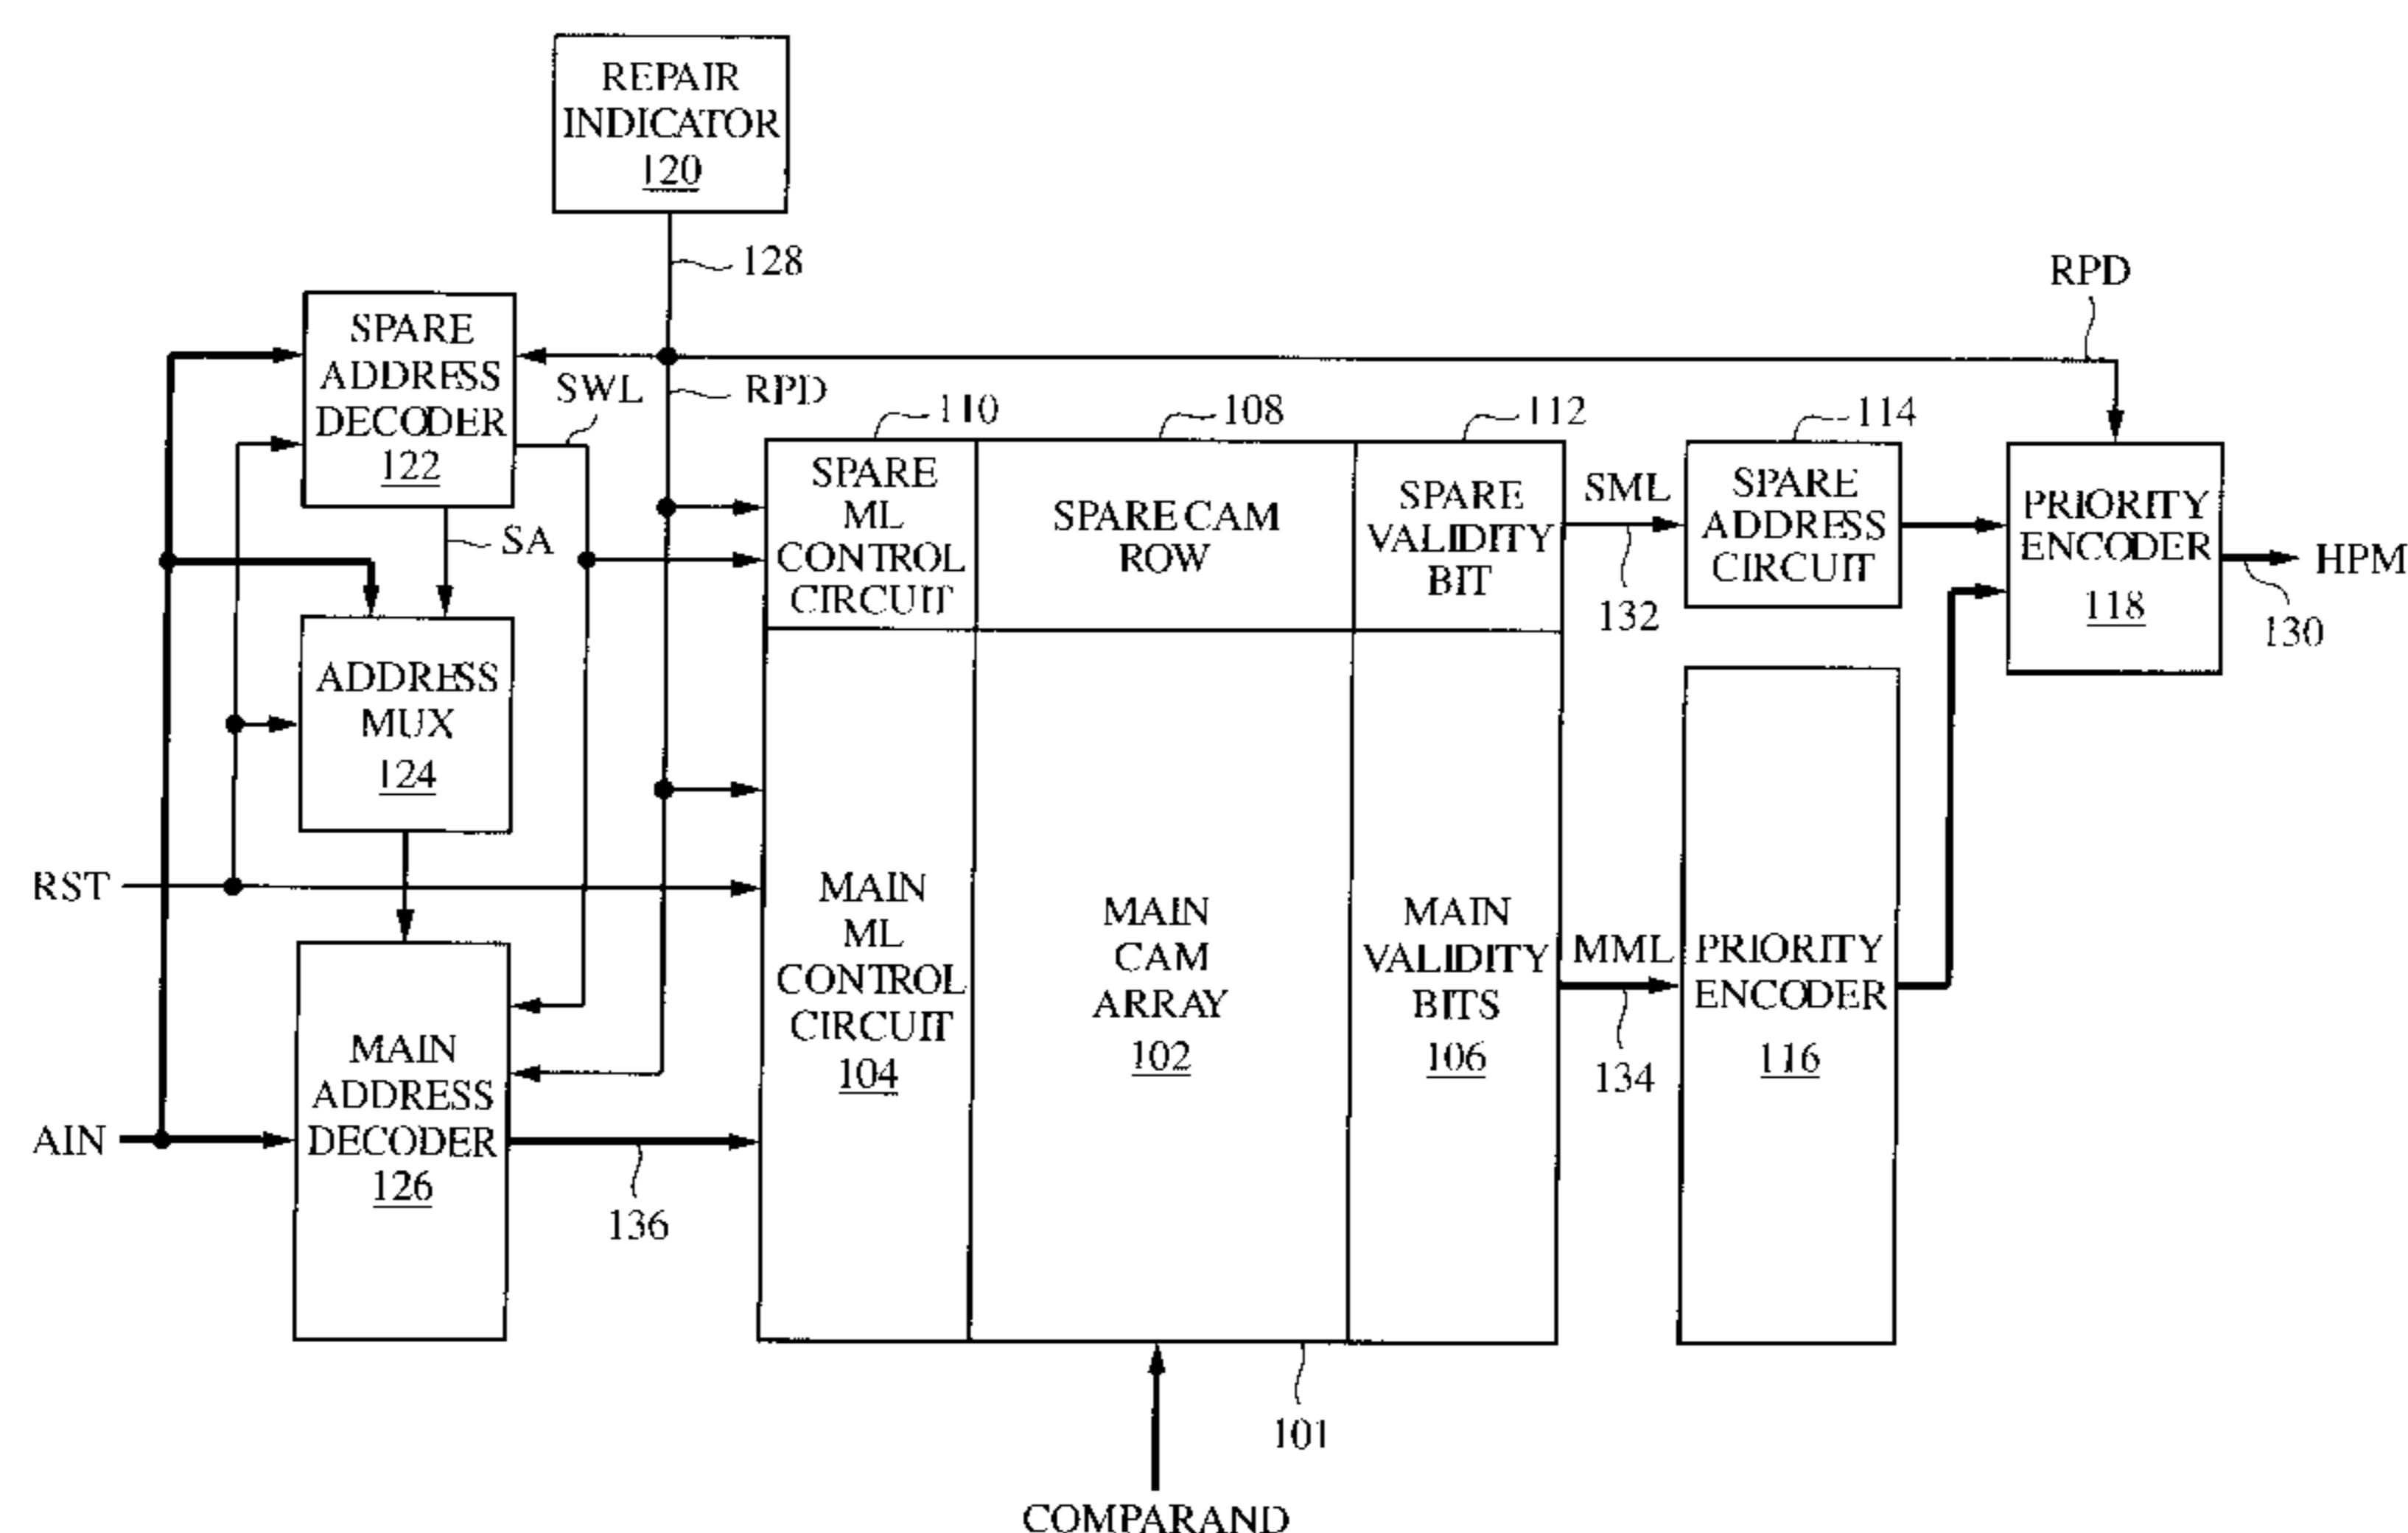 REPAIR
INDICATOR
120
128
RPD
SPARE
ADDRESS
DECODER
122
SWL
RPD
SA
110
108
112
114
SPARE
ML
CONTROL
CIRCUIT
SPARE CAM
ROW
SPARE
VALIDITY
BIT
SML
132
SPARE
ADDRESS
CIRCUIT
PRIORITY
ENCODER
118
HPM
130
ADDRESS
MUX
124
RST
MAIN
ML
CONTROL
CIRCUIT
104
MAIN
CAM
ARRAY
102
MAIN
VALIDITY
BITS
106
MML
134
PRIORITY
ENCODER
116
AIN
MAIN
ADDRESS
DECODER
126
136
101
COMPARAND